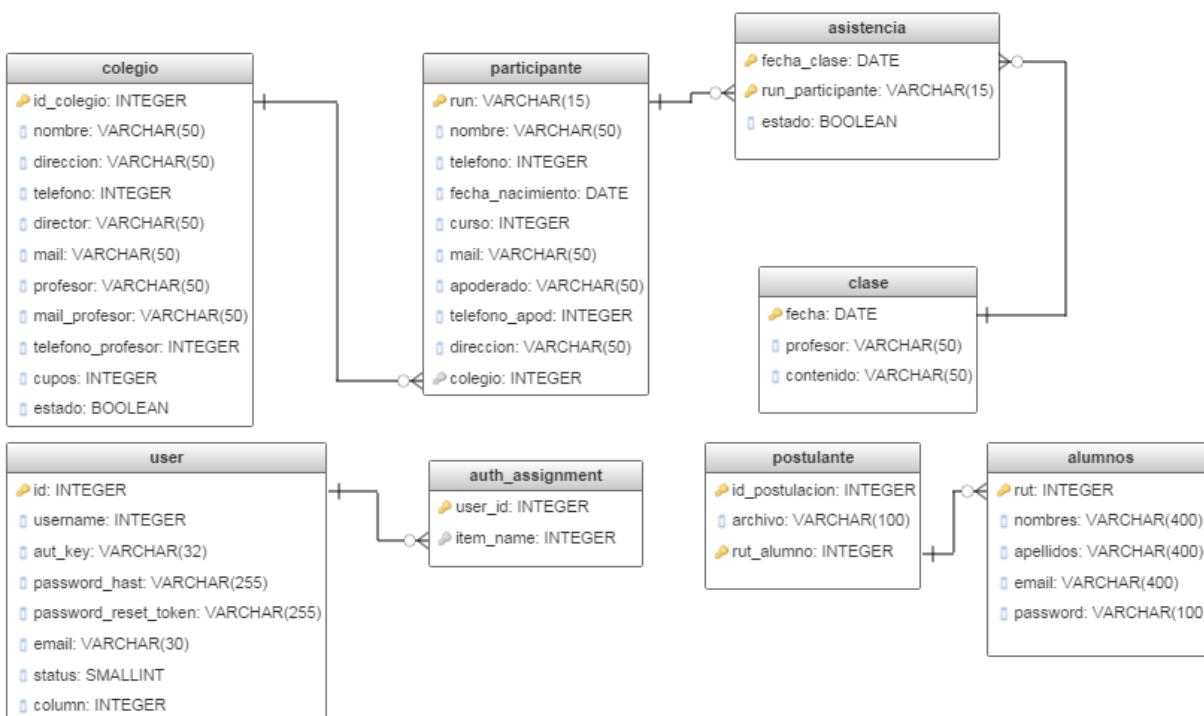 colegio
id_colegio: INTEGER
nombre: VARCHAR(50)
direccion: VARCHAR(50)
telefono: INTEGER
director: VARCHAR(50)
mail: VARCHAR(50)
profesor: VARCHAR(50)
mail_profesor: VARCHAR(50)
telefono_profesor: INTEGER
cupos: INTEGER
estado: BOOLEAN
participante
run: VARCHAR(15)
nombre: VARCHAR(50)
telefono: INTEGER
fecha_nacimiento: DATE
curso: INTEGER
mail: VARCHAR(50)
apoderado: VARCHAR(50)
telefono_apod: INTEGER
direccion: VARCHAR(50)
colegio: INTEGER
asistencia
fecha_clase: DATE
run_participante: VARCHAR(15)
estado: BOOLEAN
clase
fecha: DATE
profesor: VARCHAR(50)
contenido: VARCHAR(50)
user
id: INTEGER
username: INTEGER
aut_key: VARCHAR(32)
password_hast: VARCHAR(255)
password_reset_token: VARCHAR(255)
email: VARCHAR(30)
status: SMALLINT
column: INTEGER
auth_assignment
user_id: INTEGER
item_name: INTEGER
postulante
id_postulacion: INTEGER
archivo: VARCHAR(100)
rut_alumno: INTEGER
alumnos
rut: INTEGER
nombres: VARCHAR(400)
apellidos: VARCHAR(400)
email: VARCHAR(400)
password: VARCHAR(100